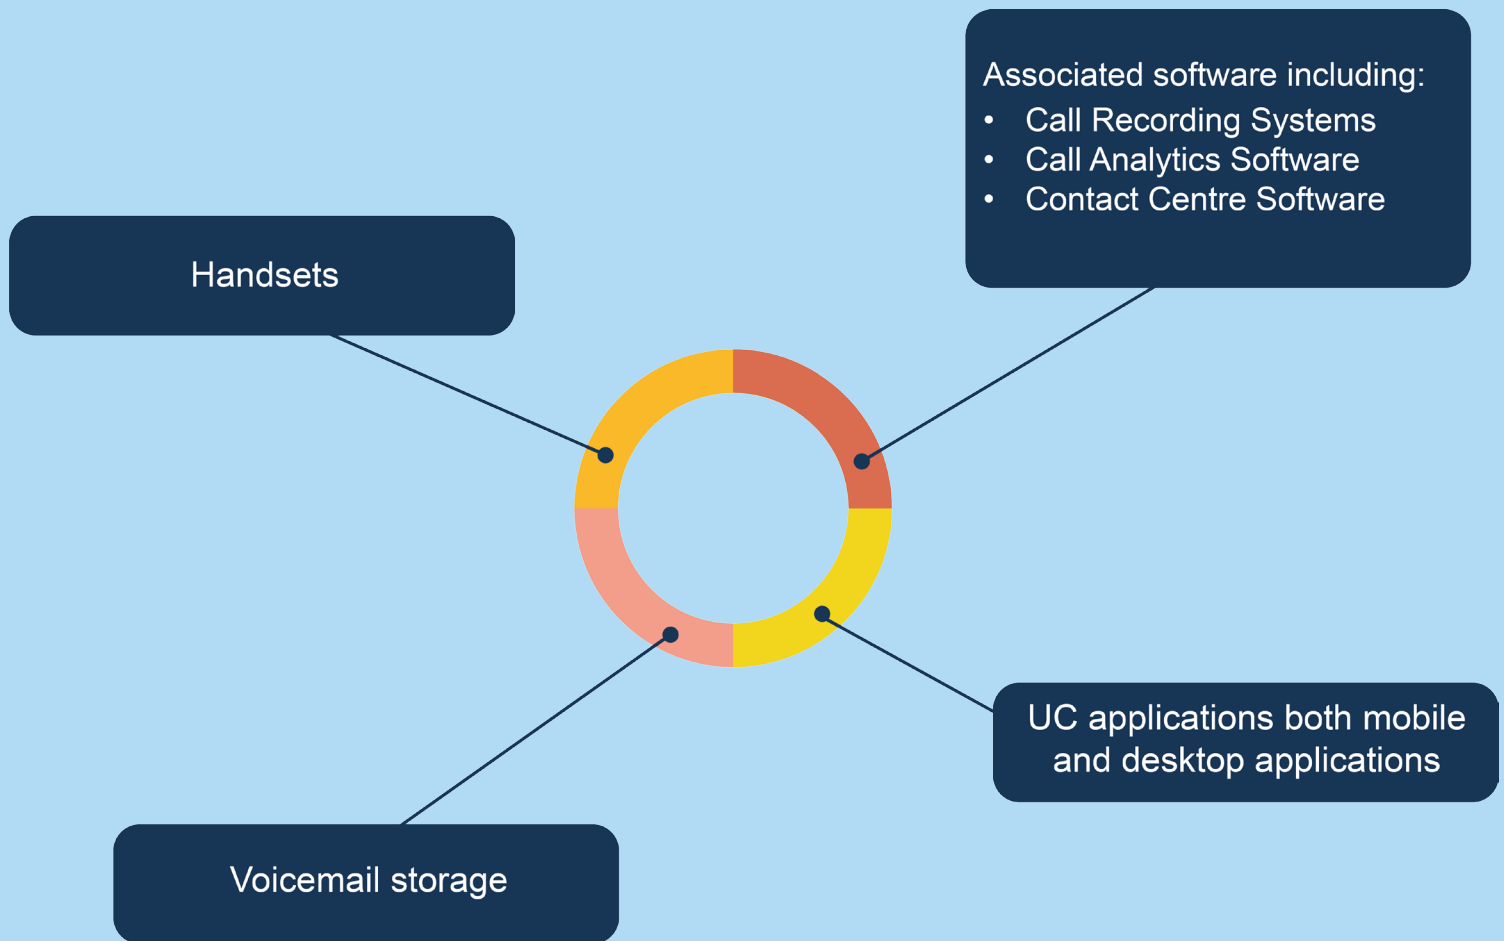 Associated software including:
• Call Recording Systems
• Call Analytics Software
• Contact Centre Software
Handsets
UC applications both mobile
and desktop applications
Voicemail storage